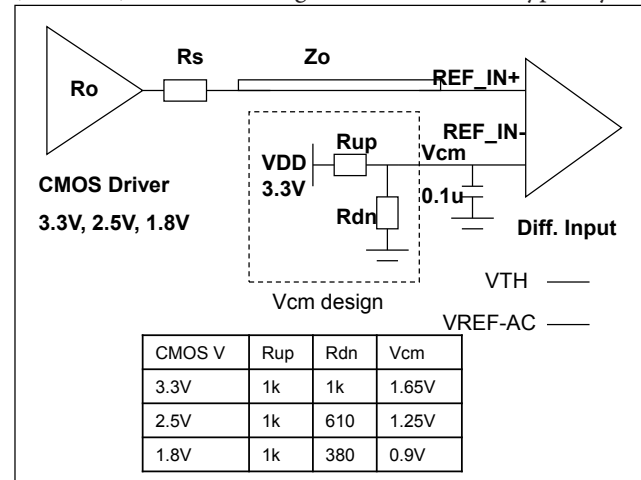 Rs
Zo
Ro
REF_IN+
REF_IN-
Rup
Vcm
VDD
3.3V
Rdn
0.1u
CMOS Driver
3.3V, 2.5V, 1.8V
Diff. Input
Vcm design
VTH
VREF-AC
CMOS V Rup Rdn Vcm
3.3V 1k 1k 1.65V
2.5V 1k 610 1.25V
1.8V 1k 380 0.9V